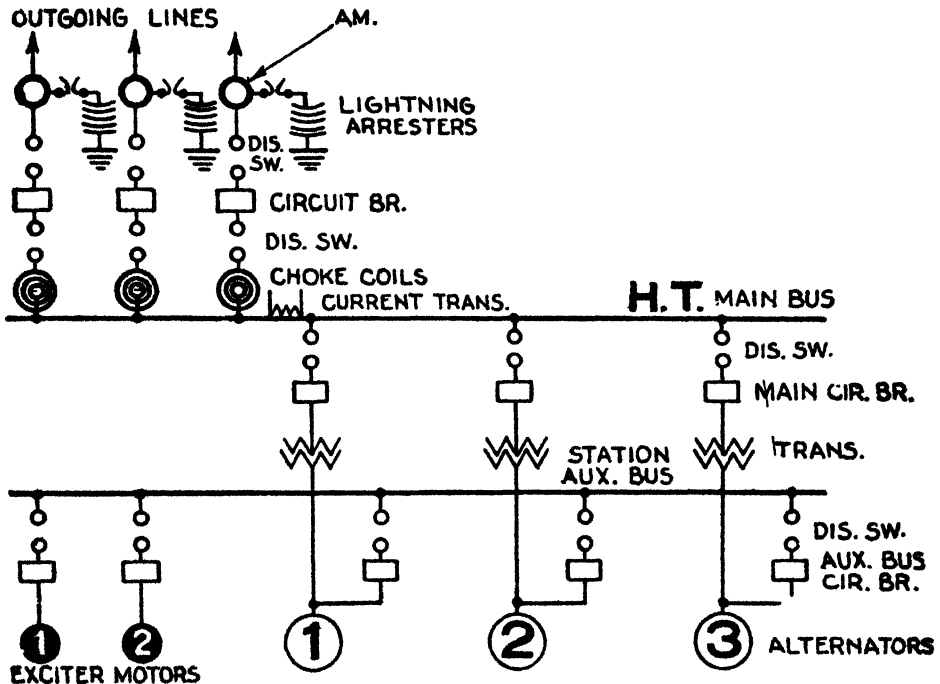 OUTGOING LINES
AM.
LIGHTNING
ARRESTERS
DIS.
SW.
CIRCUIT BR.
DIS. SW.
CHOKE COILS
CURRENT TRANS.
H.T. MAIN BUS
DIS. SW.
MAIN CIR. BR.
TRANS.
STATION
AUX. BUS
DIS. SW.
AUX. BUS
CIR. BR.
1 2
1 2 3
ALTERNATORS
EXCITER MOTORS